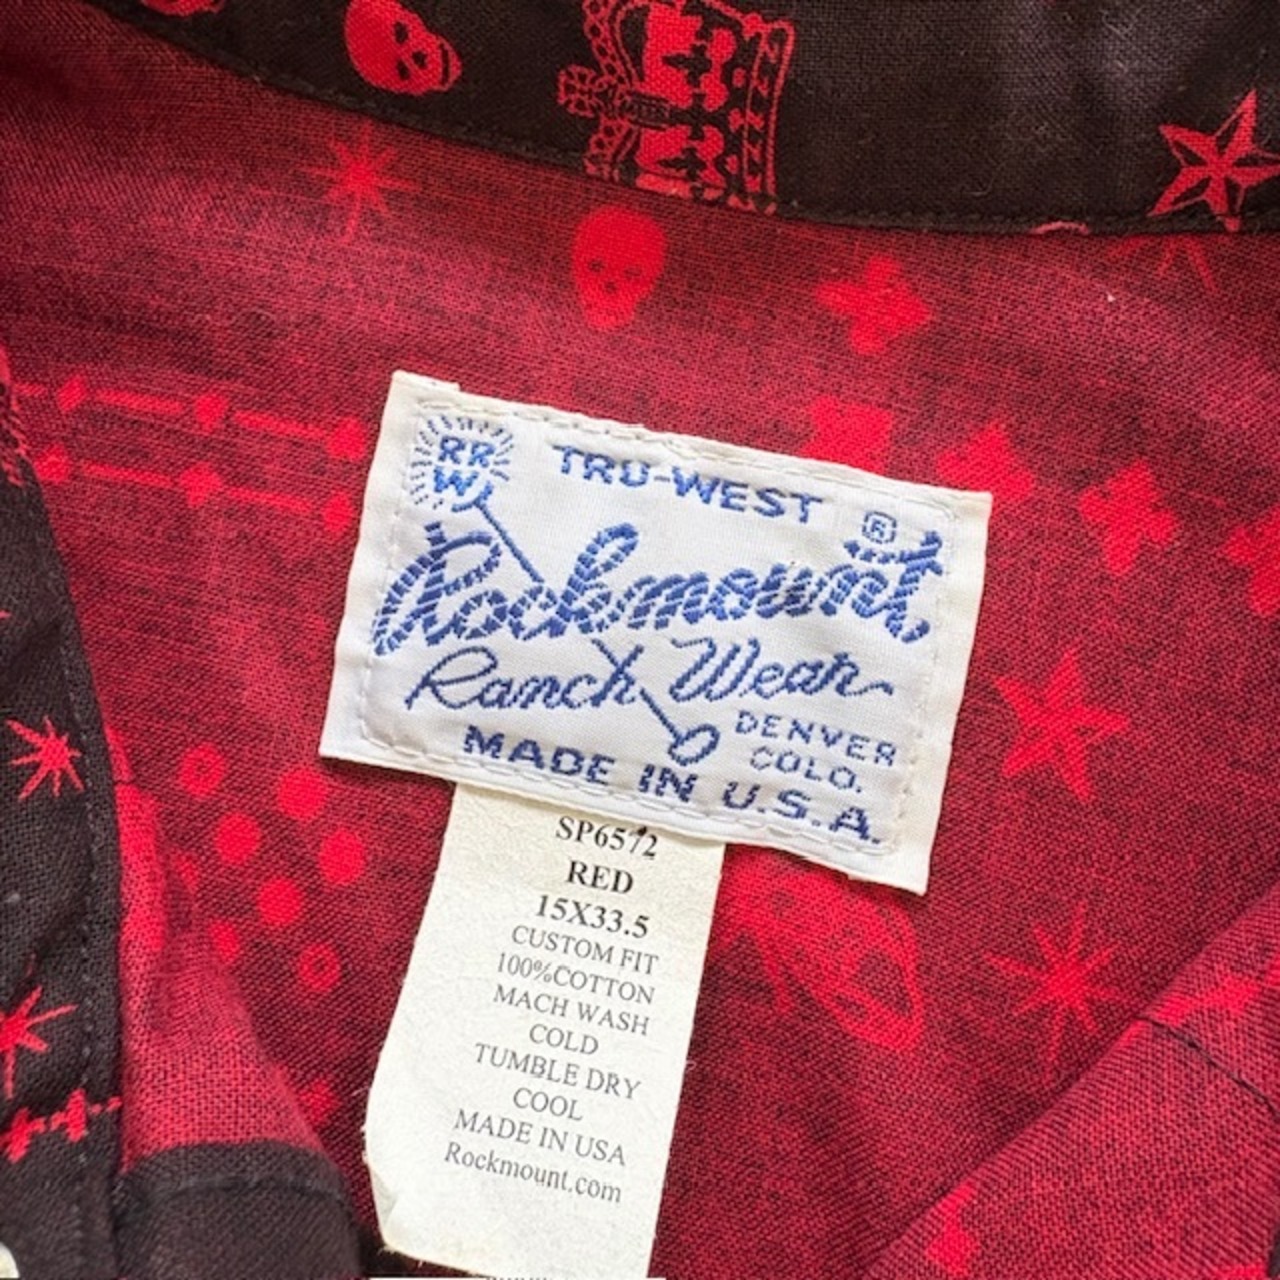 RR
W
TRU-WEST
®
Rockmount
Ranch Wear
DENVER
COLO.
MADE IN U.S.A.
SP6572
RED
15X33.5
CUSTOM FIT
100%COTTON
MACH WASH
COLD
TUMBLE DRY
COOL
MADE IN USA
Rockmount.com